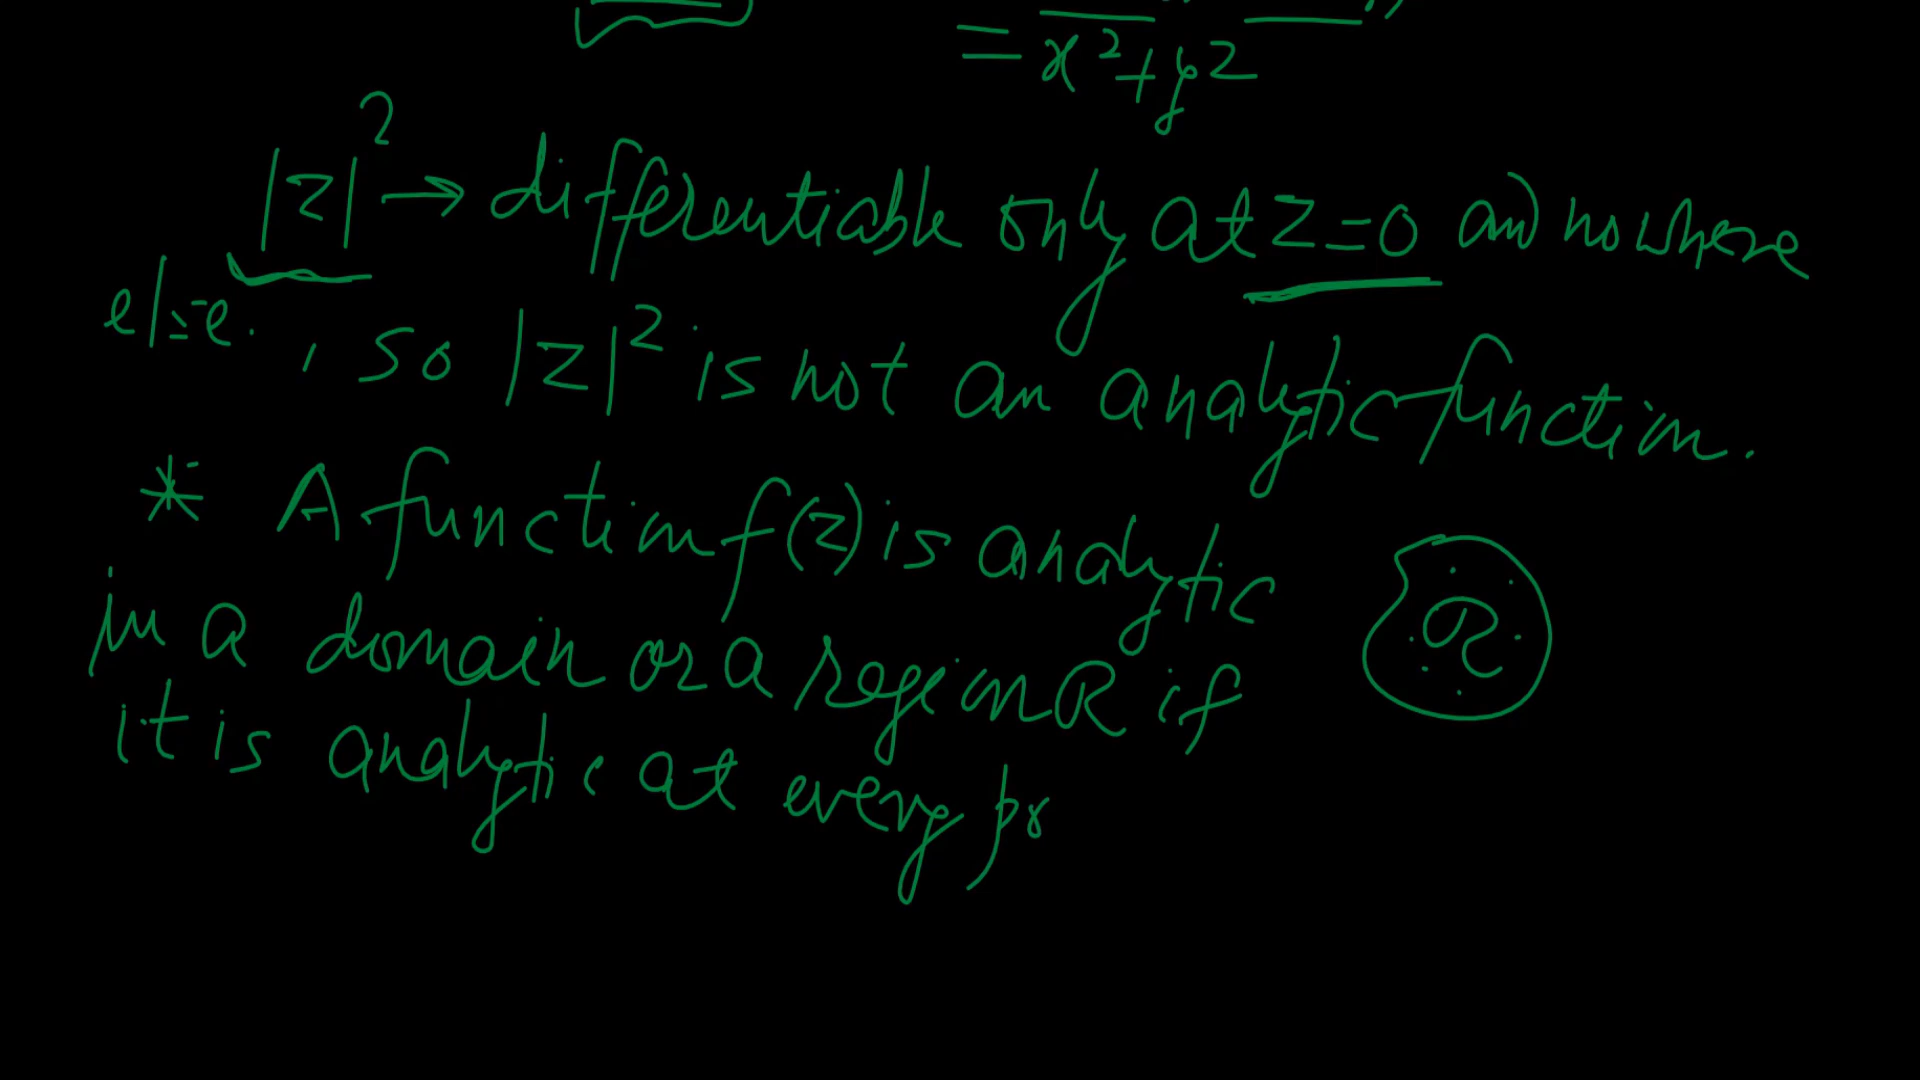 = x²+y²
|z|² → differentiable only at z=0 and nowhere
else. , so |z|² is not an analytic function.
* A function f(z) is analytic
in a domain or a region R if
it is analytic at every
R